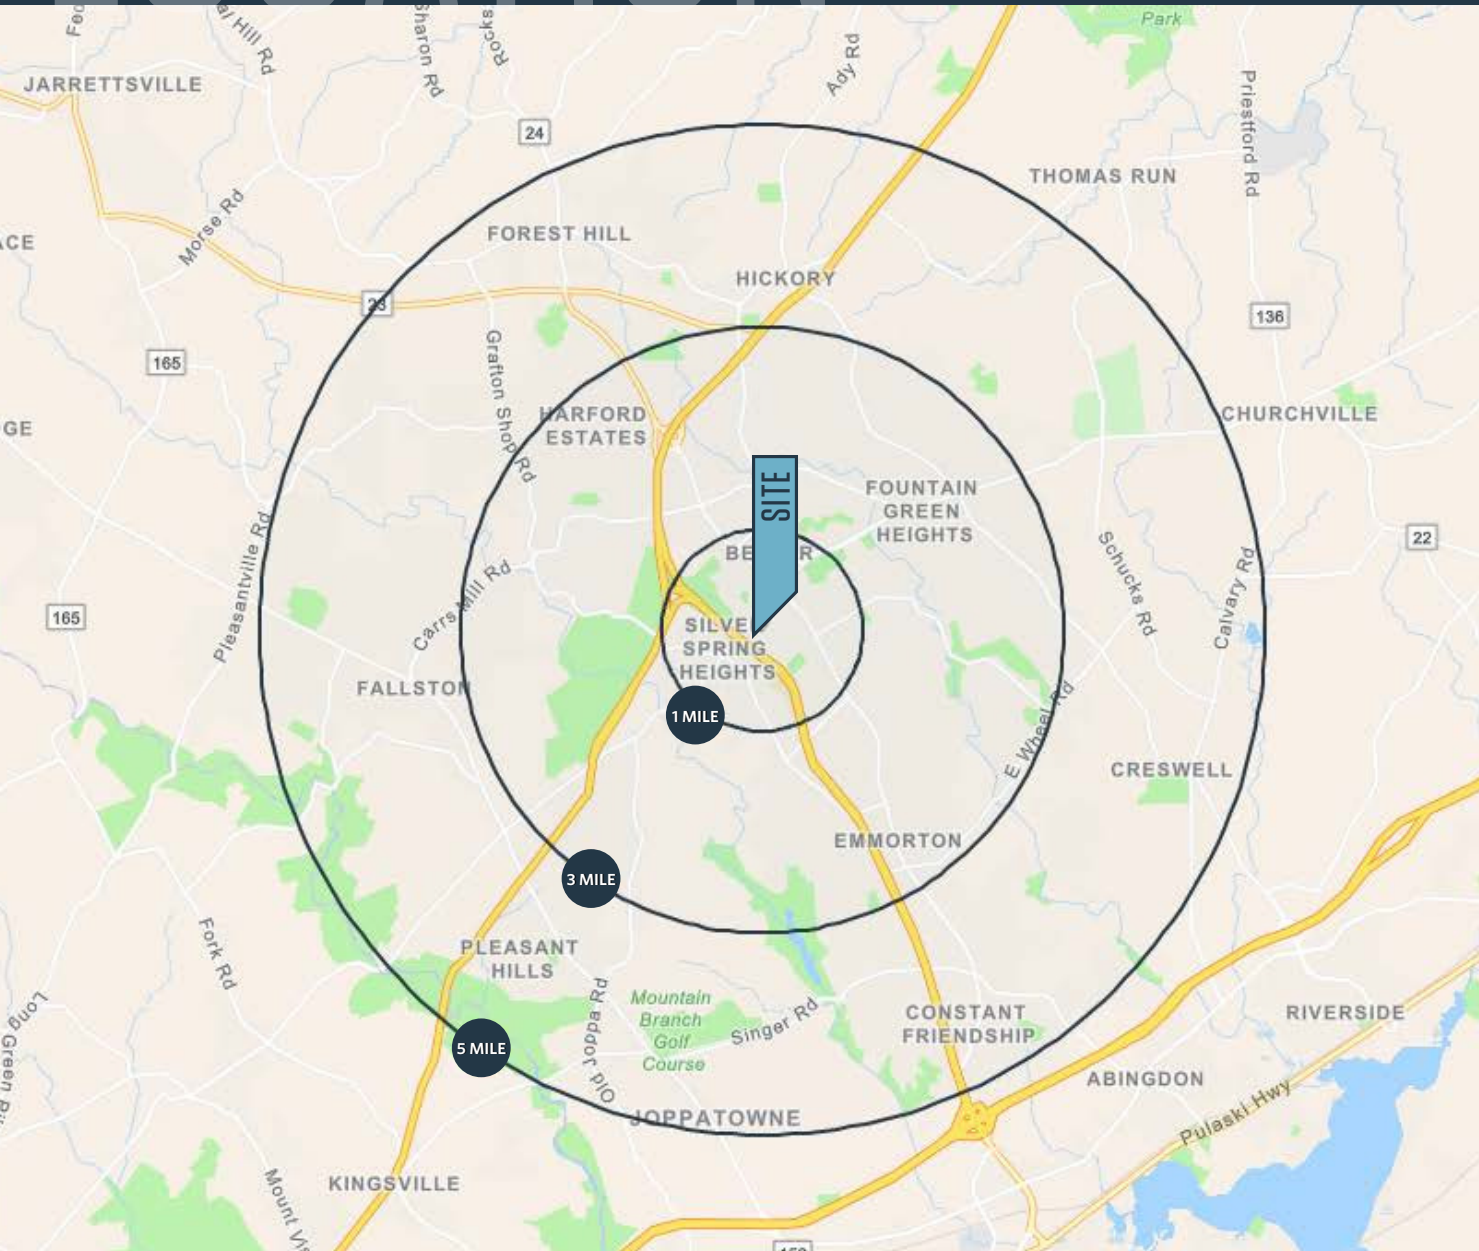 Park
Ady Rd
JARRETTSVILLE
Sharon Rd
24
Priestford Rd
THOMAS RUN
Morse Rd
FOREST HILL
HICKORY
23
136
165
Grafton Shop Rd
HARFORD
ESTATES
CHURCHVILLE
SITE
FOUNTAIN
GREEN
HEIGHTS
22
Pleasantville Rd
Carrs Mill Rd
Schucks Rd
Calvary Rd
165
SILVE
SPRING
HEIGHTS
FALLSTON
1 MILE
E Wheel Rd
CRESWELL
EMMORTON
3 MILE
Fork Rd
PLEASANT
HILLS
Old Joppa Rd
Mountain
Branch
Golf
Course
Singer Rd
CONSTANT
FRIENDSHIP
RIVERSIDE
5 MILE
Long Green
ABINGDON
Pulaski Hwy
JOPPATOWNE
KINGSVILLE
Mount